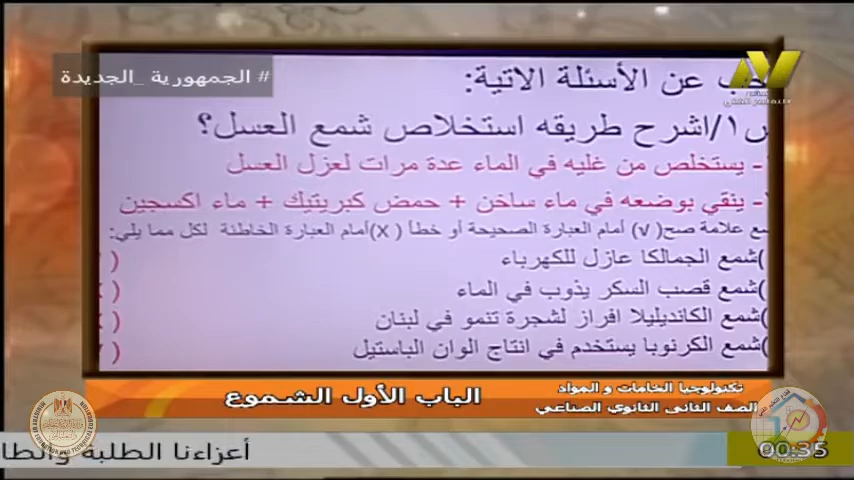 # الجمهورية _الجديدة
عن الأسئلة الاتية:
س١/اشرح طريقه استخلاص شمع العسل؟
- يستخلص من غليه في الماء عدة مرات لعزل العسل
- ينقي بوضعه في ماء ساخن + حمض كبريتيك + ماء اكسجين
ع علامة صح(√) أمام العبارة الصحيحة أو خطأ (X)أمام العبارة الخاطئة لكل مما يلي:
)شمع الجمالكا عازل للكهرباء ( 
)شمع قصب السكر يذوب في الماء (
)شمع الكانديليلا افراز لشجرة تنمو في لبنان (
)شمع الكرنوبا يستخدم في انتاج الوان الباستيل (
تكنولوجيا الخامات و المواد
الصف الثانى الثانوي الصناعي
الباب الأول الشموع
أعزاءنا الطلبة والطا
00:35